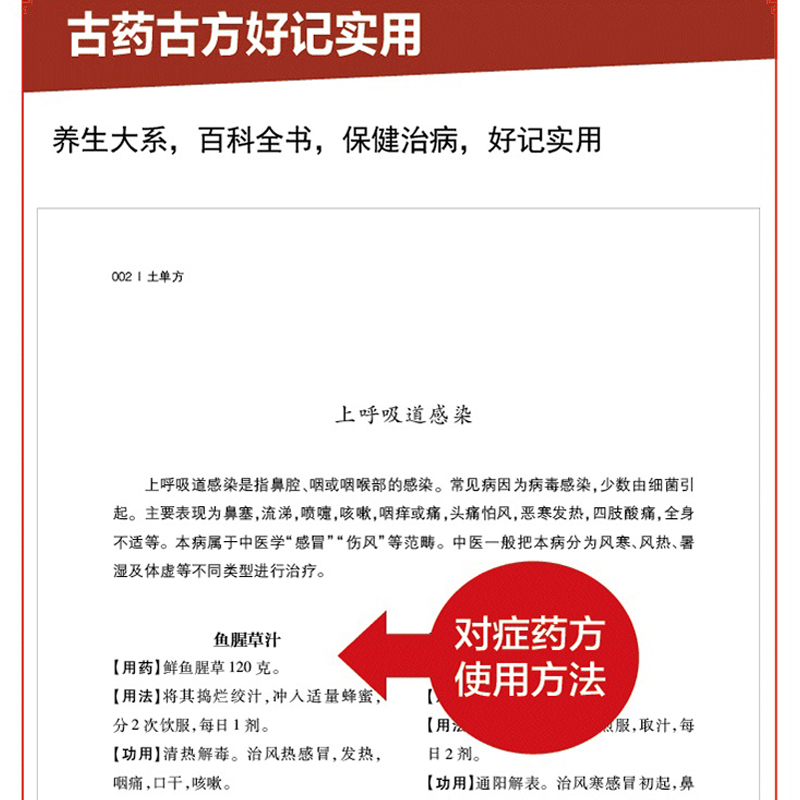 古药古方好记实用
养生大系，百科全书，保健治病，好记实用
002 | 土单方
上呼吸道感染
上呼吸道感染是指鼻腔、咽或咽喉部的感染。常见病因为病毒感染，少数由细菌引
起。主要表现为鼻塞，流涕，喷嚏，咳嗽，咽痒或痛，头痛怕风，恶寒发热，四肢酸痛，全身
不适等。本病属于中医学“感冒”“伤风”等范畴。中医一般把本病分为风寒、风热、暑
湿及体虚等不同类型进行治疗。
鱼腥草汁
【用药】鲜鱼腥草 120 克。
【用法】将其捣烂绞汁，冲入适量蜂蜜，
分 2 次饮服，每日 1 剂。
【功用】清热解毒。治风热感冒，发热，
咽痛，口干，咳嗽。
对症药方
使用方法
【用法】
服，取汁，每
日 2 剂。
【功用】通阳解表。治风寒感冒初起，鼻